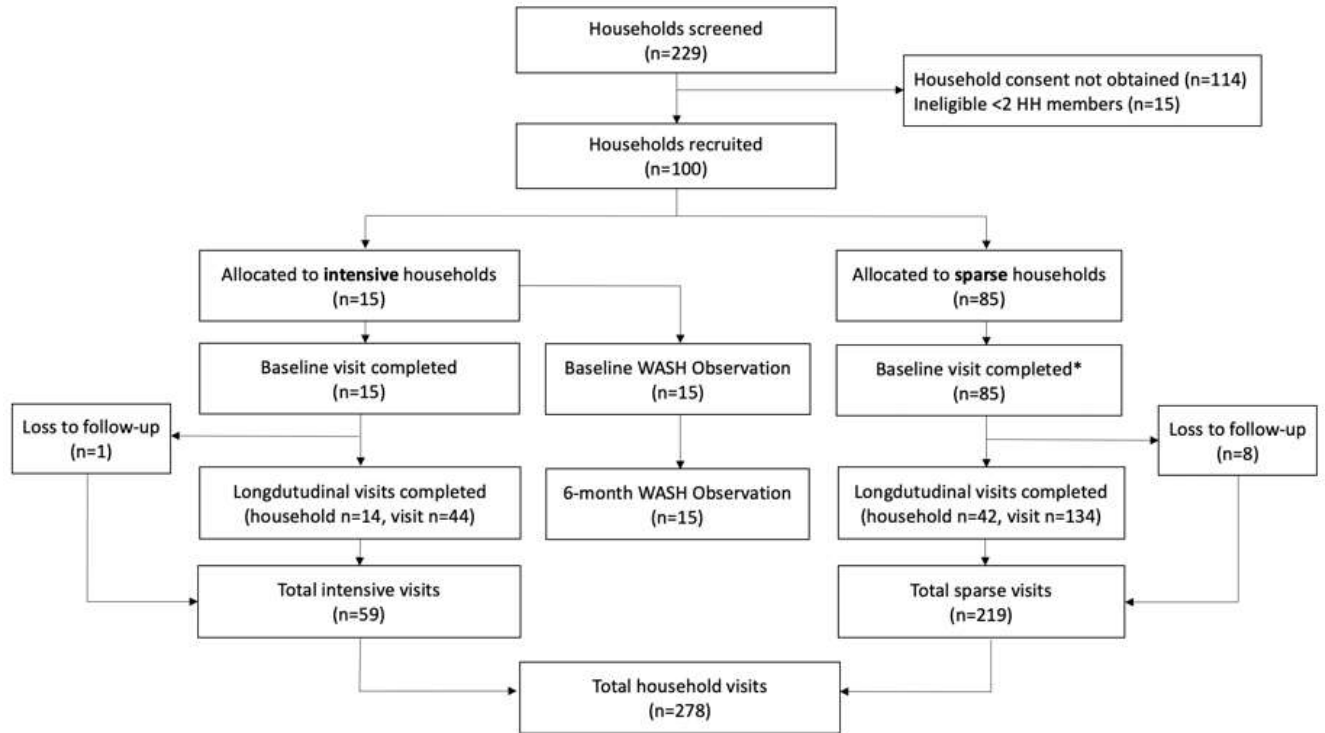 Households screened
(n=229)
Household consent not obtained (n=114)
Ineligible <2 HH members (n=15)
Households recruited
(n=100)
Allocated to intensive households
(n=15)
Allocated to sparse households
(n=85)
Baseline visit completed
(n=15)
Baseline WASH Observation
(n=15)
Baseline visit completed*
(n=85)
Loss to follow-up
(n=1)
Loss to follow-up
(n=8)
Longdutudinal visits completed
(household n=14, visit n=44)
6-month WASH Observation
(n=15)
Longdutudinal visits completed
(household n=42, visit n=134)
Total intensive visits
(n=59)
Total sparse visits
(n=219)
Total household visits
(n=278)